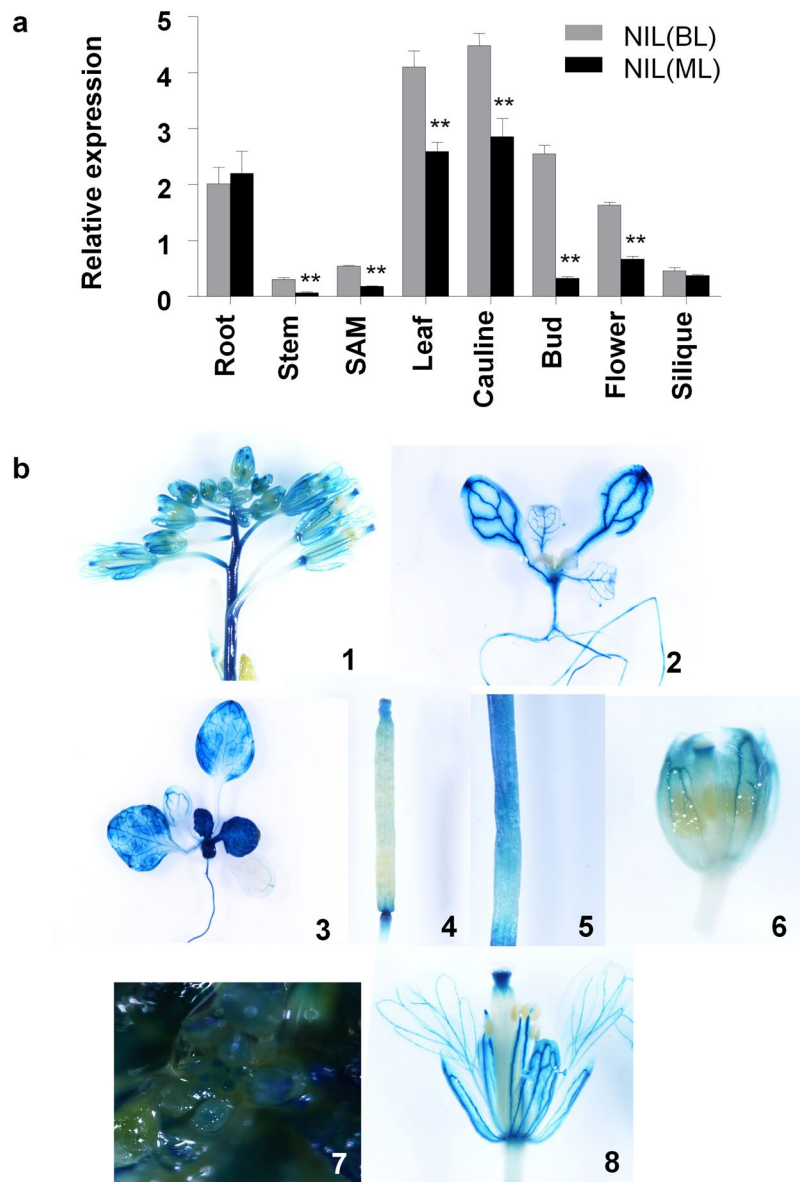 a
Relative expression
5
4
3
2
1
0
NIL(BL)
NIL(ML)
**
**
**
**
**
**
Root
Stem
SAM
Leaf
Cauline
Bud
Flower
Silique
b
1
2
3
4
5
6
7
8